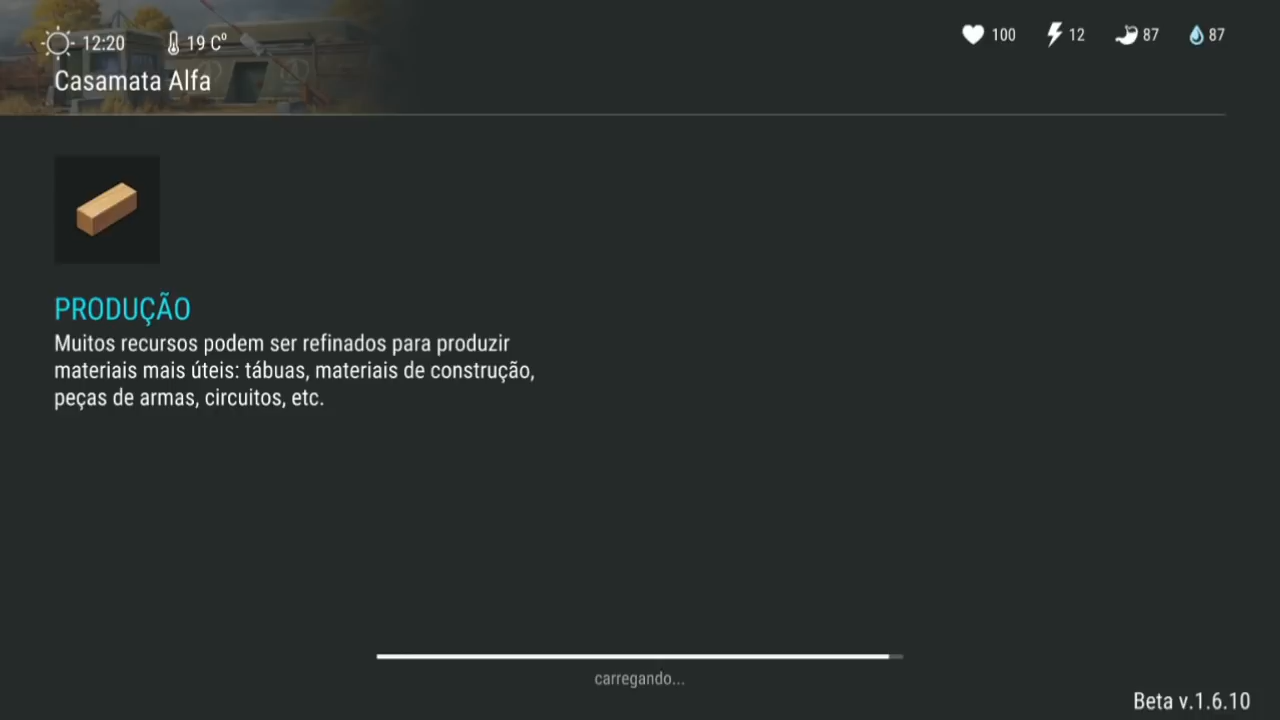 12:20 19 Cº
Casamata Alfa
100 12 87 87
PRODUÇÃO
Muitos recursos podem ser refinados para produzir
materiais mais úteis: tábuas, materiais de construção,
peças de armas, circuitos, etc.
carregando...
Beta v.1.6.10